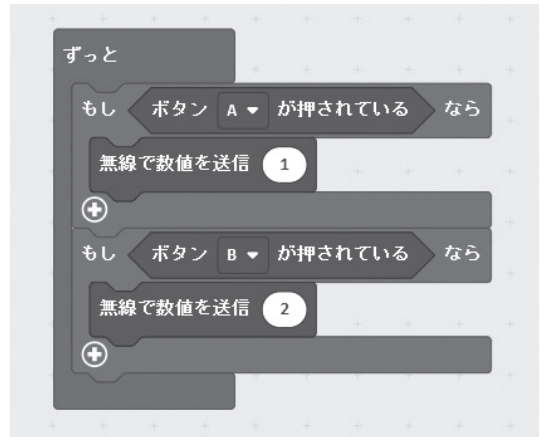 ずっと
もし ボタン A が押されている なら
無線で数値を送信 1
もし ボタン B が押されている なら
無線で数値を送信 2